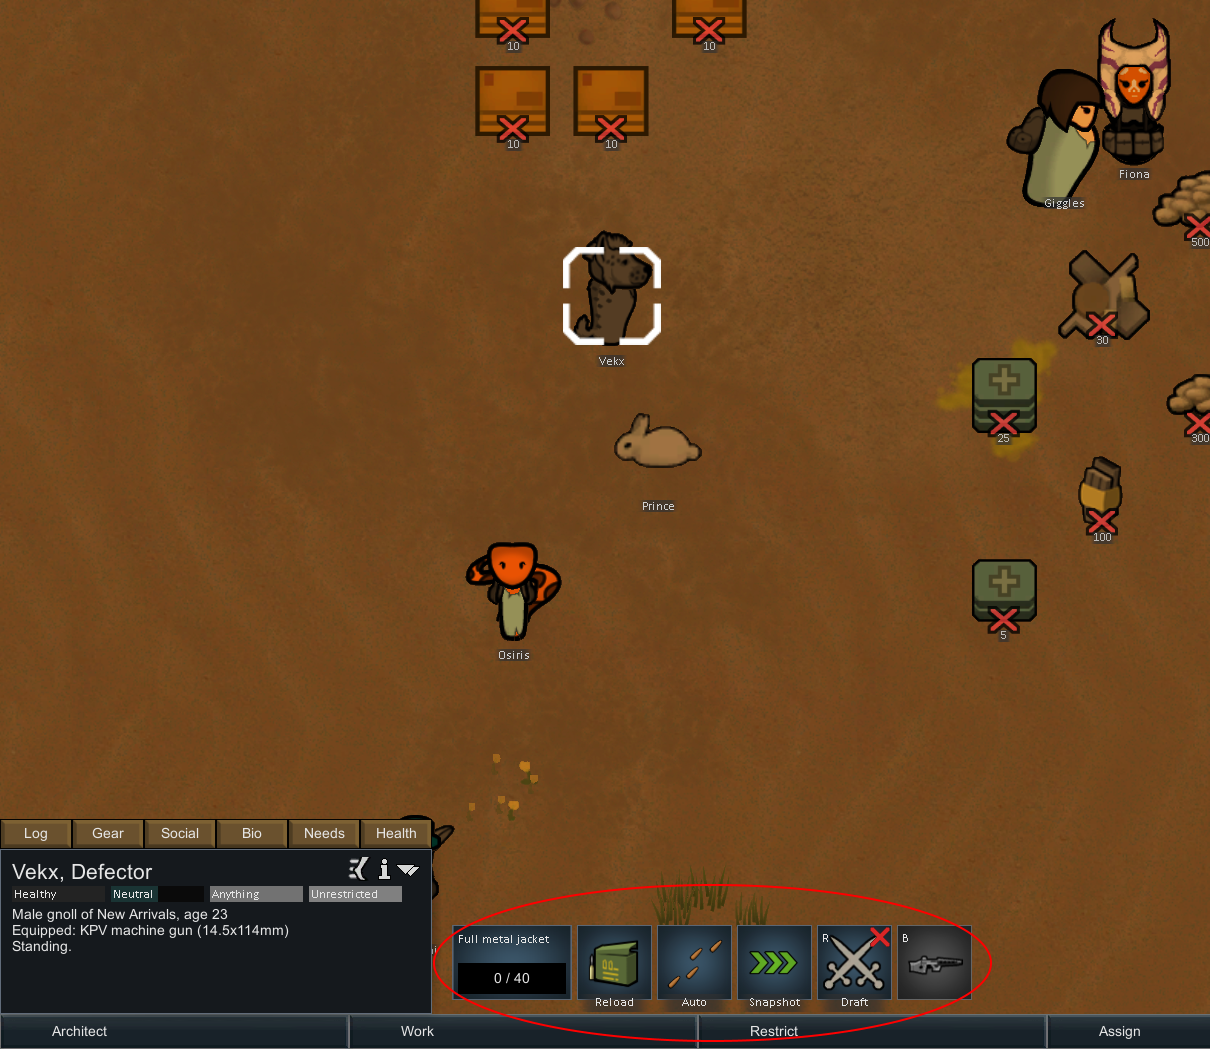 10
10
10
10
Fiona
Giggles
500
30
Vekx
25
300
Prince
100
5
Osiris
Log
Gear
Social
Bio
Needs
Health
Vekx, Defector
Healthy
Neutral
Anything
Unrestricted
Male gnoll of New Arrivals, age 23
Equipped: KPV machine gun (14.5x114mm)
Standing.
Full metal jacket
0 / 40
Reload
Auto
Snapshot
R
Draft
B
Architect
Work
Restrict
Assign